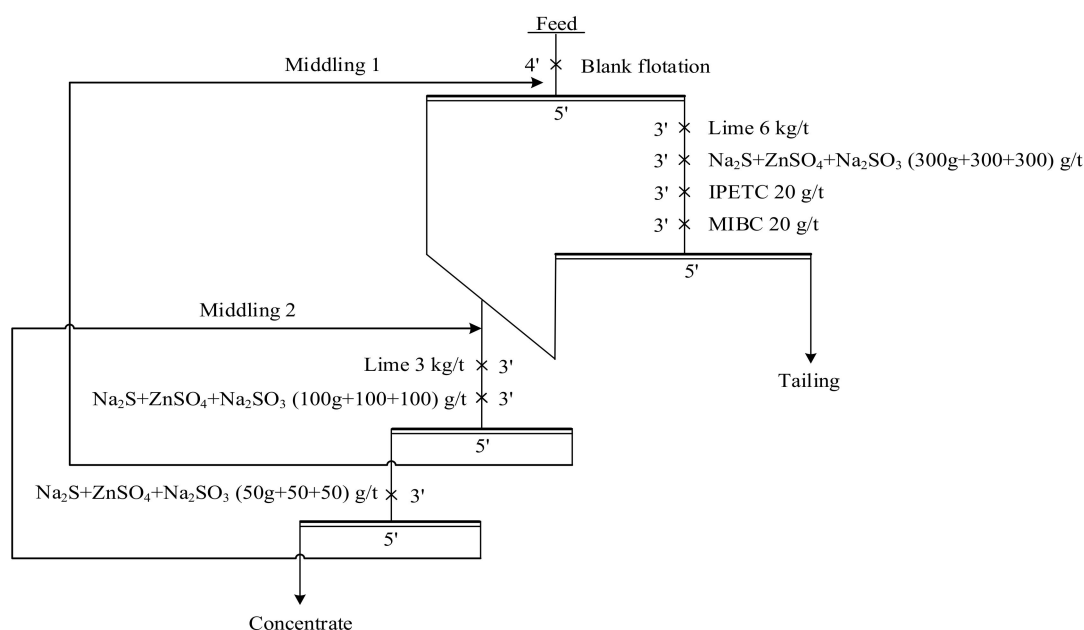 Feed
4' Blank flotation
Middling 1
5'
3' Lime 6 kg/t
3' Na₂S+ZnSO₄+Na₂SO₃ (300g+300+300) g/t
3' IPETC 20 g/t
3' MIBC 20 g/t
5'
Middling 2
Lime 3 kg/t 3'
Tailing
Na₂S+ZnSO₄+Na₂SO₃ (100g+100+100) g/t 3'
5'
Na₂S+ZnSO₄+Na₂SO₃ (50g+50+50) g/t 3'
5'
Concentrate